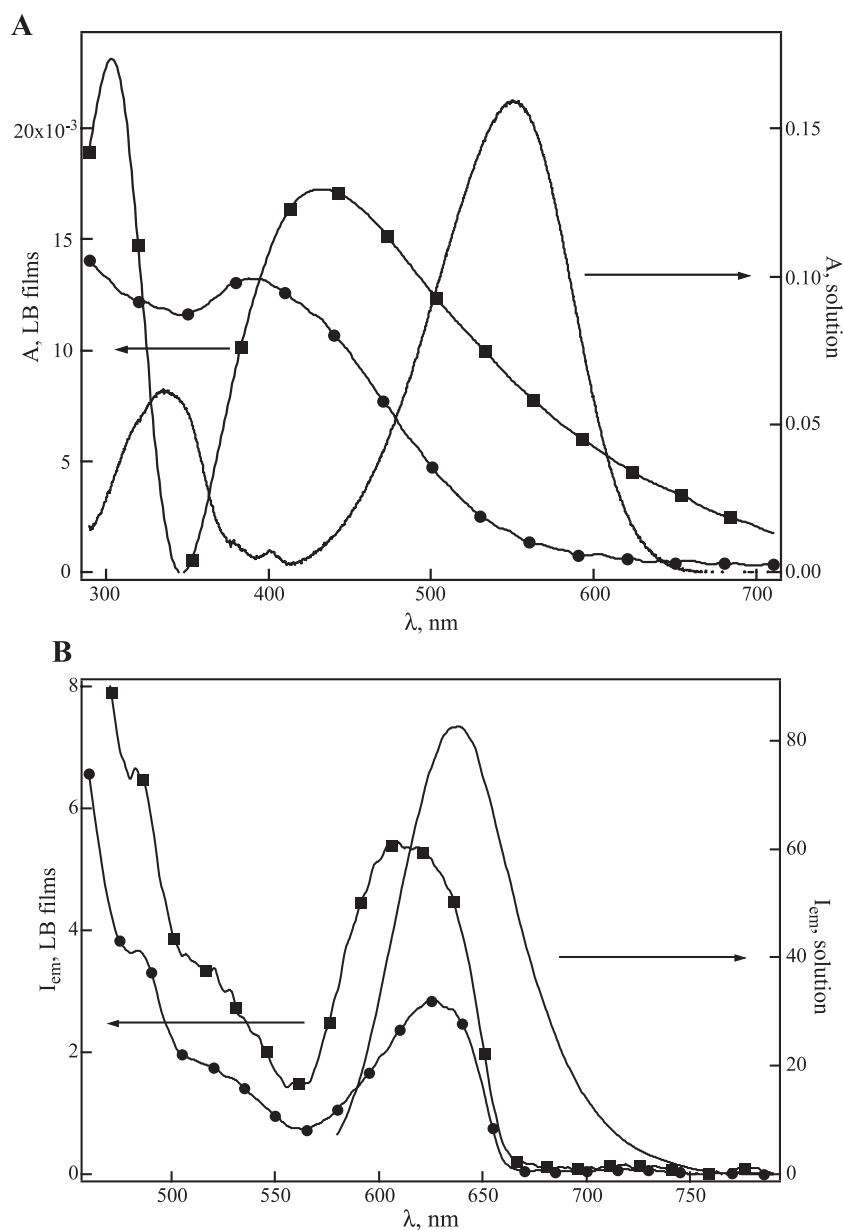 A
20x10⁻³
15
10
5
0
A, LB films
0.15
0.10
0.05
0.00
A, solution
300 400 500 600 700
λ, nm
B
8
6
4
2
0
I_em, LB films
80
60
40
20
0
I_em, solution
500 550 600 650 700 750
λ, nm